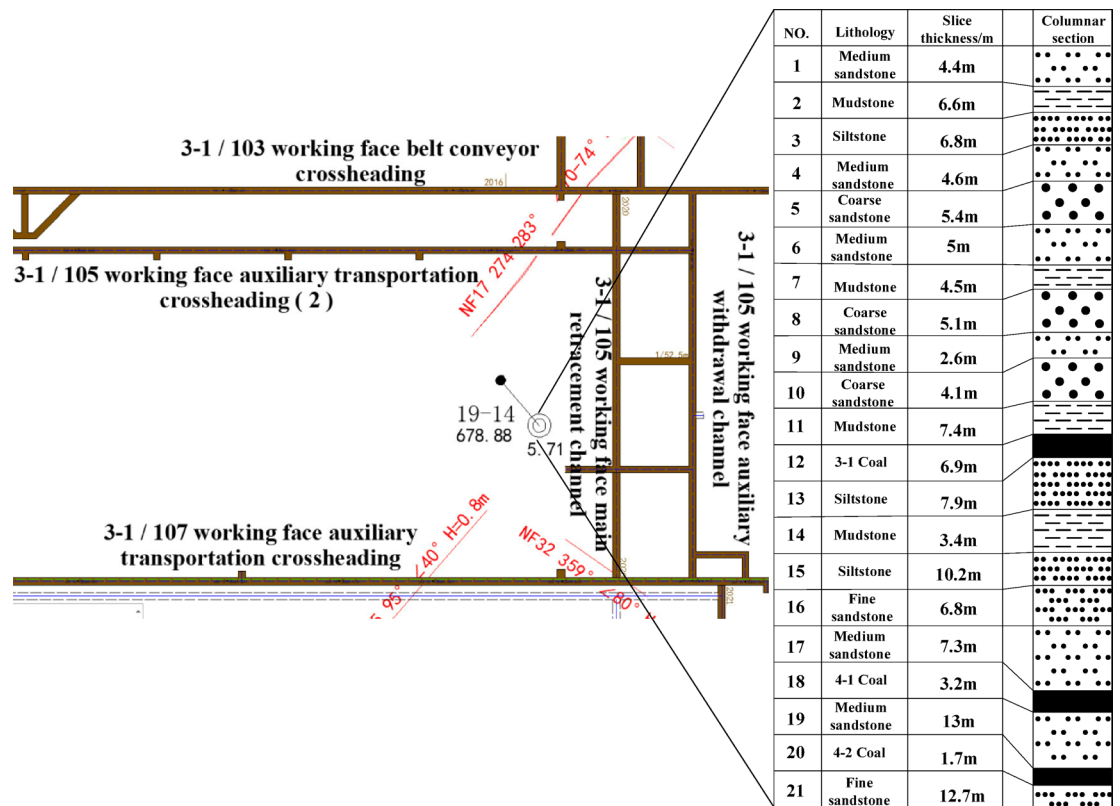 3-1 / 103 working face belt conveyor
crossheading
2016
70-74°
2020
3-1 / 105 working face auxiliary transportation
crossheading ( 2 )
NF17 274-283°
3-1 / 105 working face main
retracement channel
3-1 / 105 working face auxiliary
withdrawal channel
1/52.5m
19-14
678.88
5.71
3-1 / 107 working face auxiliary
transportation crossheading
95° ∠40° H=0.8m
NF32 359°
∠80°
2021
NO. Lithology Slice thickness/m Columnar section
1 Medium sandstone 4.4m
2 Mudstone 6.6m
3 Siltstone 6.8m
4 Medium sandstone 4.6m
5 Coarse sandstone 5.4m
6 Medium sandstone 5m
7 Mudstone 4.5m
8 Coarse sandstone 5.1m
9 Medium sandstone 2.6m
10 Coarse sandstone 4.1m
11 Mudstone 7.4m
12 3-1 Coal 6.9m
13 Siltstone 7.9m
14 Mudstone 3.4m
15 Siltstone 10.2m
16 Fine sandstone 6.8m
17 Medium sandstone 7.3m
18 4-1 Coal 3.2m
19 Medium sandstone 13m
20 4-2 Coal 1.7m
21 Fine sandstone 12.7m